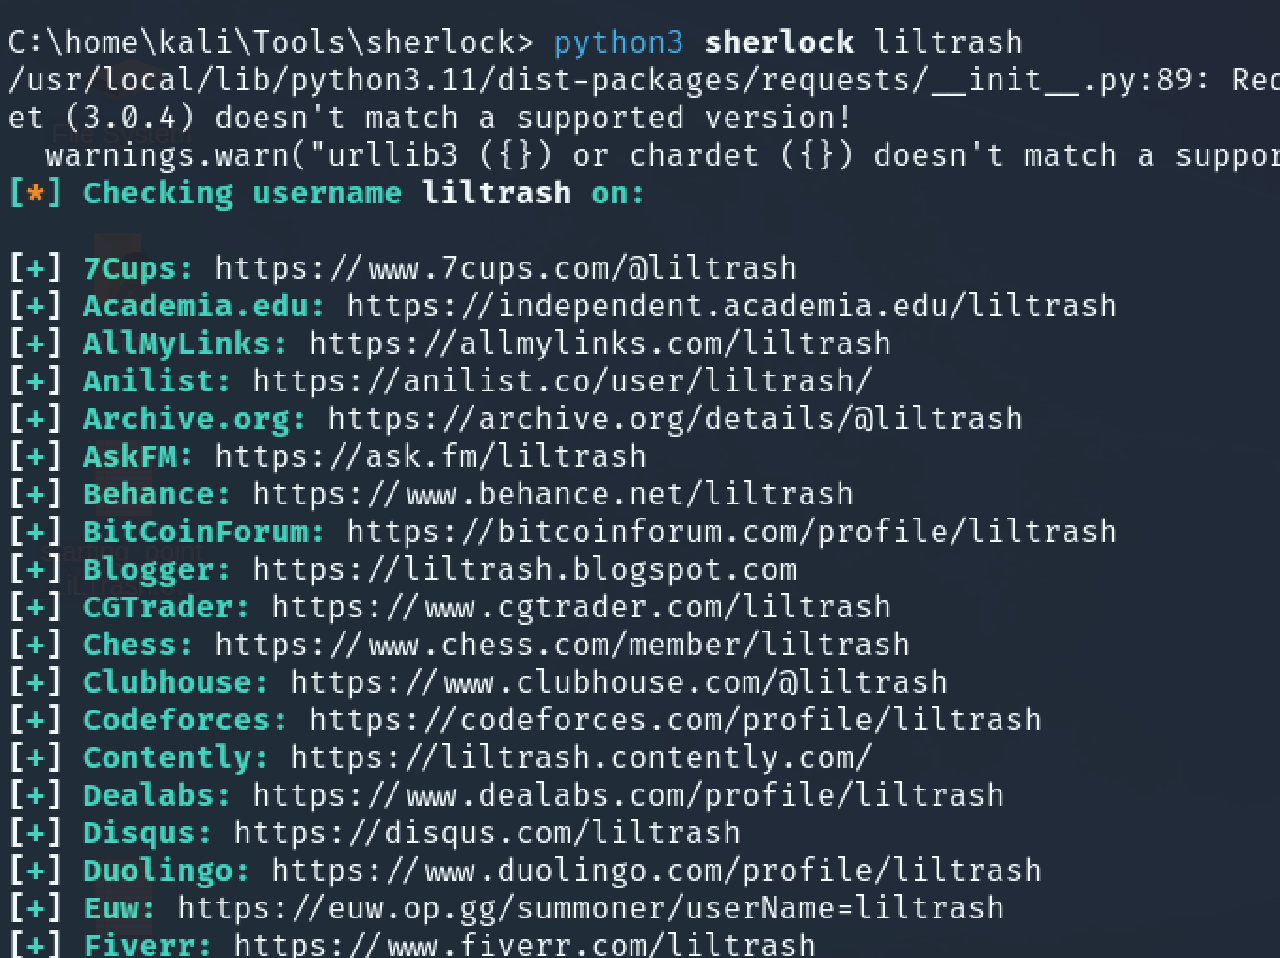 C:\home\kali\Tools\sherlock> python3 sherlock liltrash
/usr/local/lib/python3.11/dist-packages/requests/__init__.py:89: Req
et (3.0.4) doesn't match a supported version!
  warnings.warn("urllib3 ({}) or chardet ({}) doesn't match a suppor
[*] Checking username liltrash on:

[+] 7Cups: https://www.7cups.com/@liltrash
[+] Academia.edu: https://independent.academia.edu/liltrash
[+] AllMyLinks: https://allmylinks.com/liltrash
[+] Anilist: https://anilist.co/user/liltrash/
[+] Archive.org: https://archive.org/details/@liltrash
[+] AskFM: https://ask.fm/liltrash
[+] Behance: https://www.behance.net/liltrash
[+] BitCoinForum: https://bitcoinforum.com/profile/liltrash
[+] Blogger: https://liltrash.blogspot.com
[+] CGTrader: https://www.cgtrader.com/liltrash
[+] Chess: https://www.chess.com/member/liltrash
[+] Clubhouse: https://www.clubhouse.com/@liltrash
[+] Codeforces: https://codeforces.com/profile/liltrash
[+] Contently: https://liltrash.contently.com/
[+] Dealabs: https://www.dealabs.com/profile/liltrash
[+] Disqus: https://disqus.com/liltrash
[+] Duolingo: https://www.duolingo.com/profile/liltrash
[+] Euw: https://euw.op.gg/summoner/userName=liltrash
[+] Fiverr: https://www.fiverr.com/liltrash